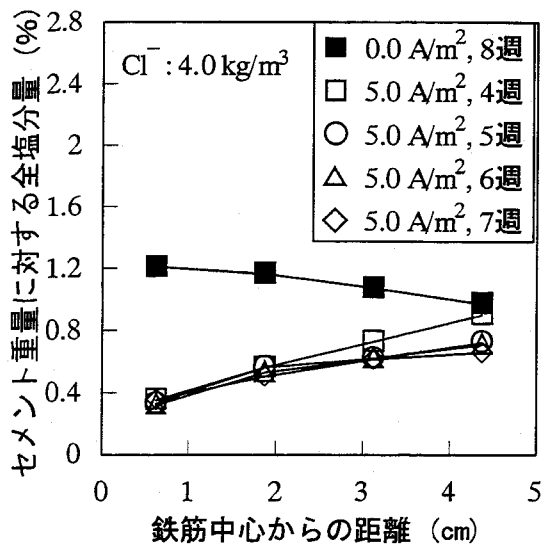 セメント重量に対する全塩分量 (%)
2.8
2.4
2
1.6
1.2
0.8
0.4
0
Cl⁻ : 4.0 kg/m³
0.0 A/m², 8週
5.0 A/m², 4週
5.0 A/m², 5週
5.0 A/m², 6週
5.0 A/m², 7週
0 1 2 3 4 5
鉄筋中心からの距離 (cm)